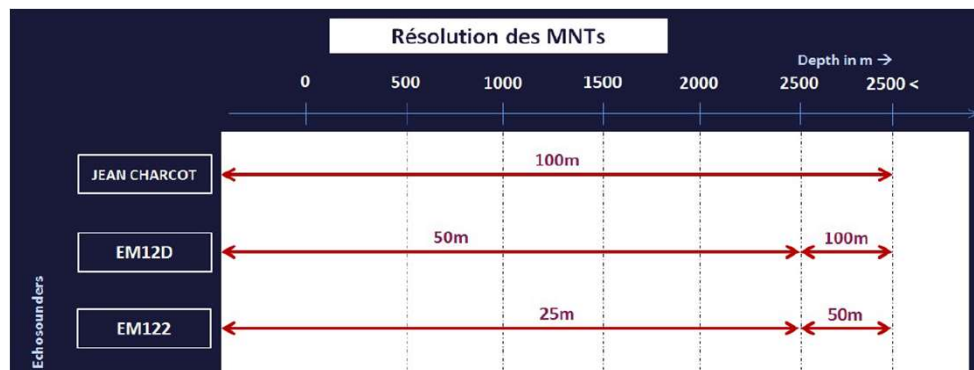 Résolution des MNTs
Depth in m →
0 500 1000 1500 2000 2500 2500 <
JEAN CHARCOT
100m
EM12D
50m 100m
EM122
25m 50m
Echosounders